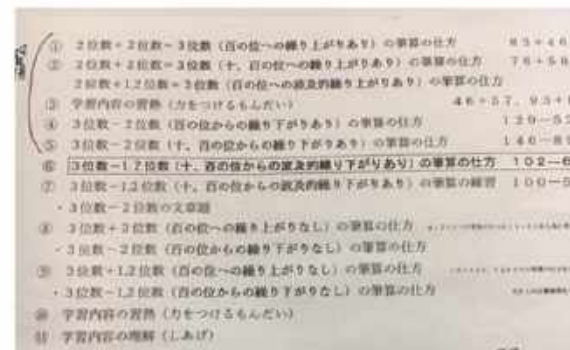 ① 2位数+2位数=3位数(百の位への繰り上がりあり)の筆算の仕方 85+46
② 2位数+2位数=3位数(十、百の位への繰り上がりあり)の筆算の仕方 76+58
2位数+1,2位数=3位数(百の位への波及的繰り上がりあり)の筆算の仕方
③ 学習内容の習熟(力をつけるもんだい) 46+57, 95+
④ 3位数-2位数(百の位からの繰り下がりあり)の筆算の仕方 129-5
⑤ 3位数-2位数(十、百の位からの繰り下がりあり)の筆算の仕方 146-8
⑥ 3位数-1,2位数(十、百の位からの波及的繰り下がりあり)の筆算の仕方 102-6
⑦ 3位数-1,2位数(十、百の位からの波及的繰り下がりあり)の筆算の練習 100-5
・3位数-2位数の文章題
⑧ 3位数+2位数(百の位への繰り上がりなし)の筆算の仕方
・3位数-2位数(百の位からの繰り下がりなし)の筆算の仕方
⑨ 3位数+1,2位数(百の位への繰り上がりなし)の筆算の仕方
・3位数-1,2位数(百の位からの繰り下がりなし)の筆算の仕方
⑩ 学習内容の習熟(力をつけるもんだい)
⑪ 学習内容の理解(しあげ)